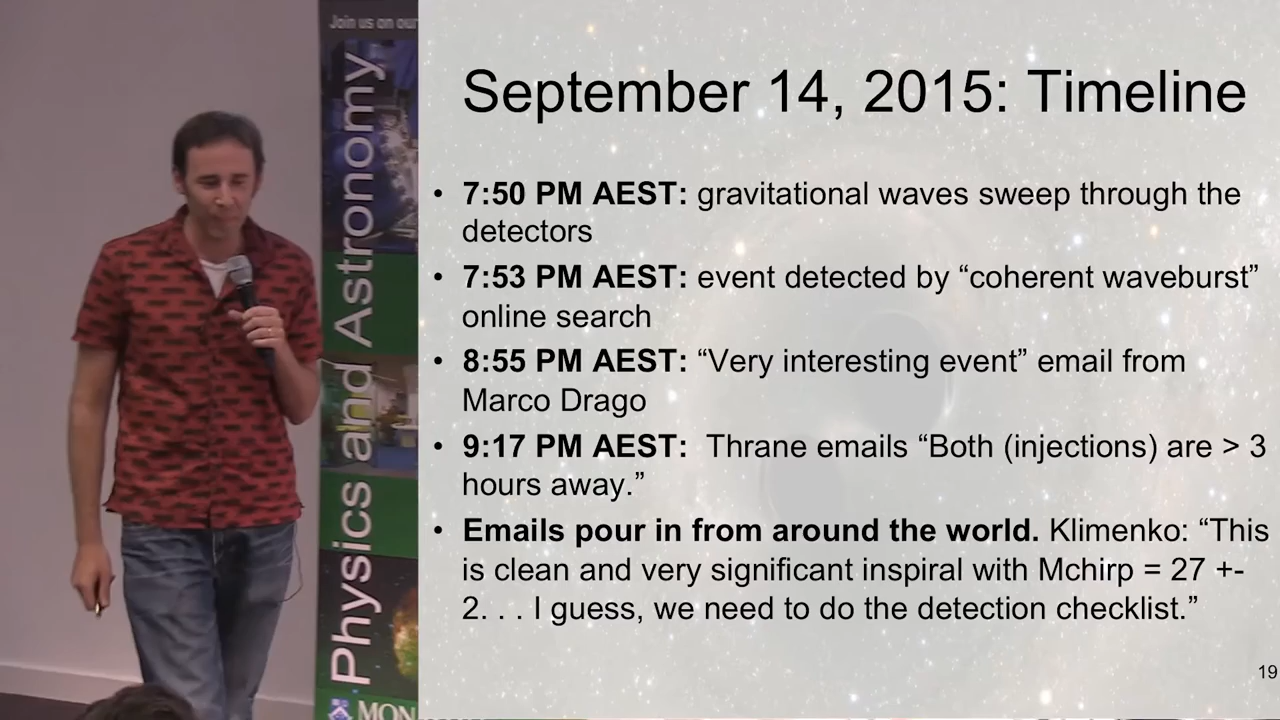 Join us on our
Physics and Astronomy
MON
September 14, 2015: Timeline
• 7:50 PM AEST: gravitational waves sweep through the
detectors
• 7:53 PM AEST: event detected by “coherent waveburst”
online search
• 8:55 PM AEST: “Very interesting event” email from
Marco Drago
• 9:17 PM AEST:  Thrane emails “Both (injections) are > 3
hours away.”
• Emails pour in from around the world. Klimenko: “This
is clean and very significant inspiral with Mchirp = 27 +-
2. . . I guess, we need to do the detection checklist.”
19